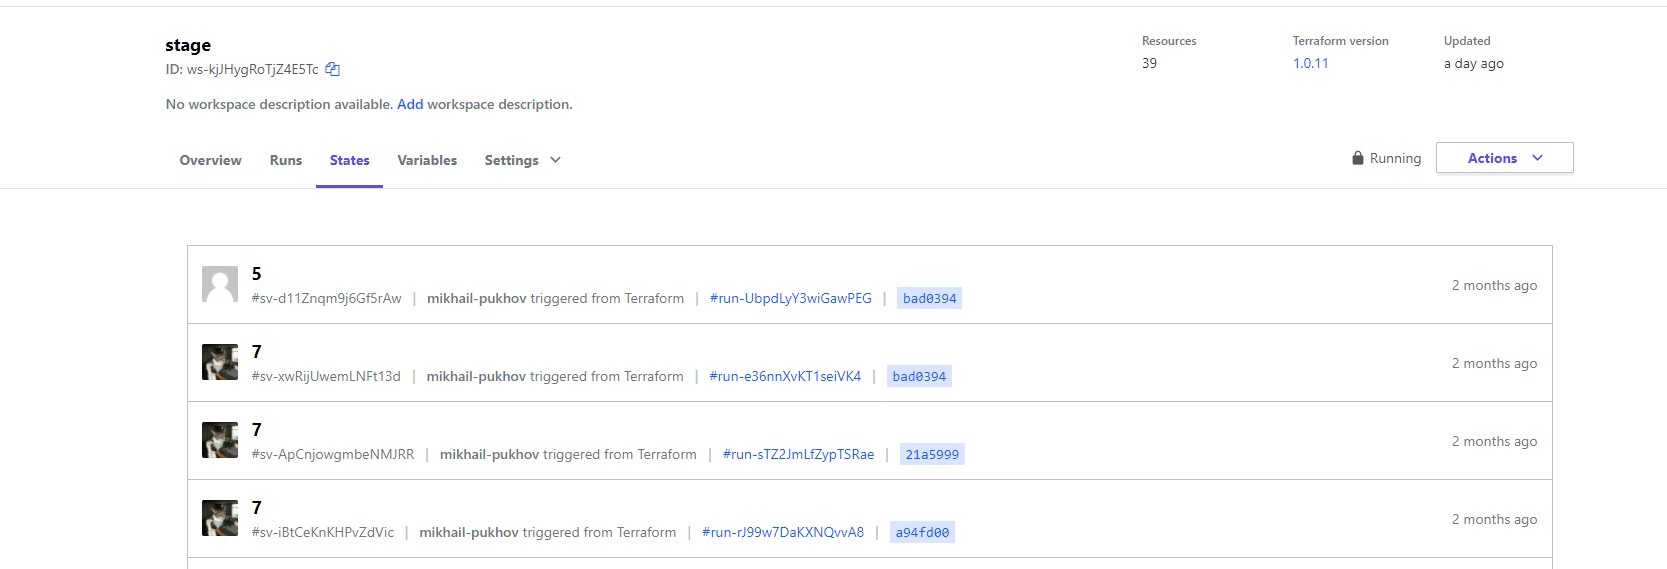 stage
Resources
Terraform version
Updated
ID: ws-kjJHygRoTjZ4E5Tc
39
1.0.11
a day ago
No workspace description available. Add workspace description.
Overview Runs States Variables Settings
Running
Actions
5
#sv-d11Znqm9j6Gf5rAw | mikhail-pukhov triggered from Terraform | #run-UbpdLyY3wiGawPEG | bad0394
2 months ago
7
#sv-xwRijUwemLNFt13d | mikhail-pukhov triggered from Terraform | #run-e36nnXvKT1seiVK4 | bad0394
2 months ago
7
#sv-ApCnjowgmbeNMJRR | mikhail-pukhov triggered from Terraform | #run-sTZ2JmLfZypTSRae | 21a5999
2 months ago
7
#sv-iBtCeKnKHPvZdVic | mikhail-pukhov triggered from Terraform | #run-rJ99w7DaKXNQvvA8 | a94fd00
2 months ago